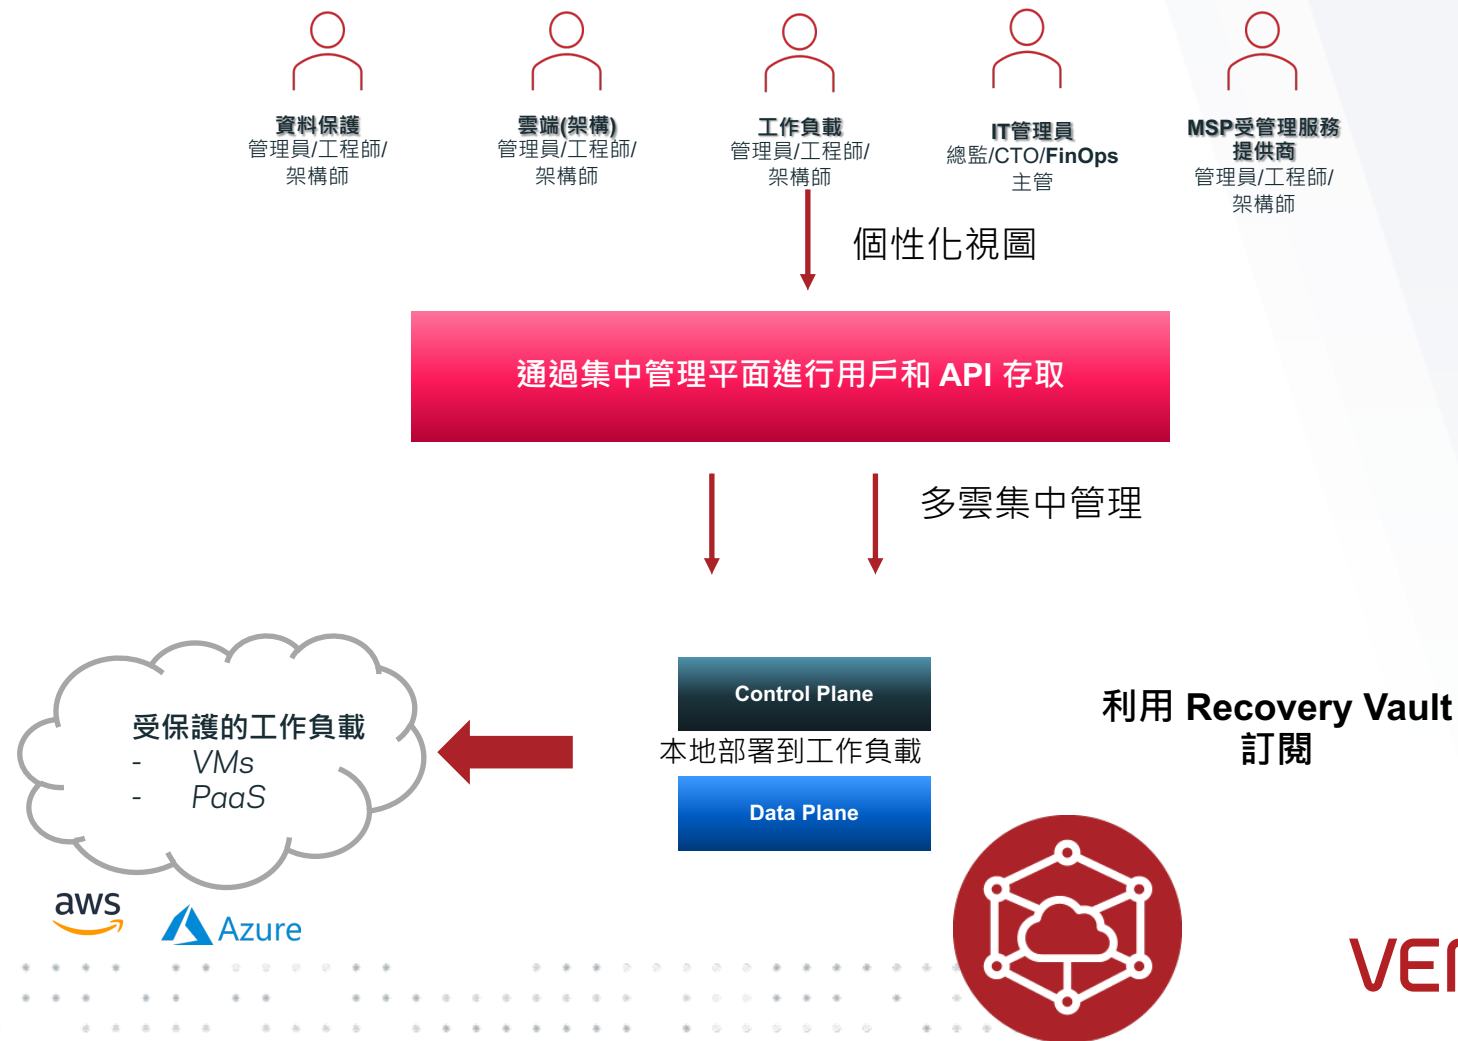 資料保護
管理員/工程師/
架構師
雲端(架構)
管理員/工程師/
架構師
工作負載
管理員/工程師/
架構師
IT管理員
總監/CTO/FinOps
主管
MSP受管理服務
提供商
管理員/工程師/
架構師
個性化視圖
通過集中管理平面進行用戶和 API 存取
多雲集中管理
Control Plane
本地部署到工作負載
Data Plane
受保護的工作負載
- VMs
- PaaS
利用 Recovery Vault
訂閱
aws
Azure